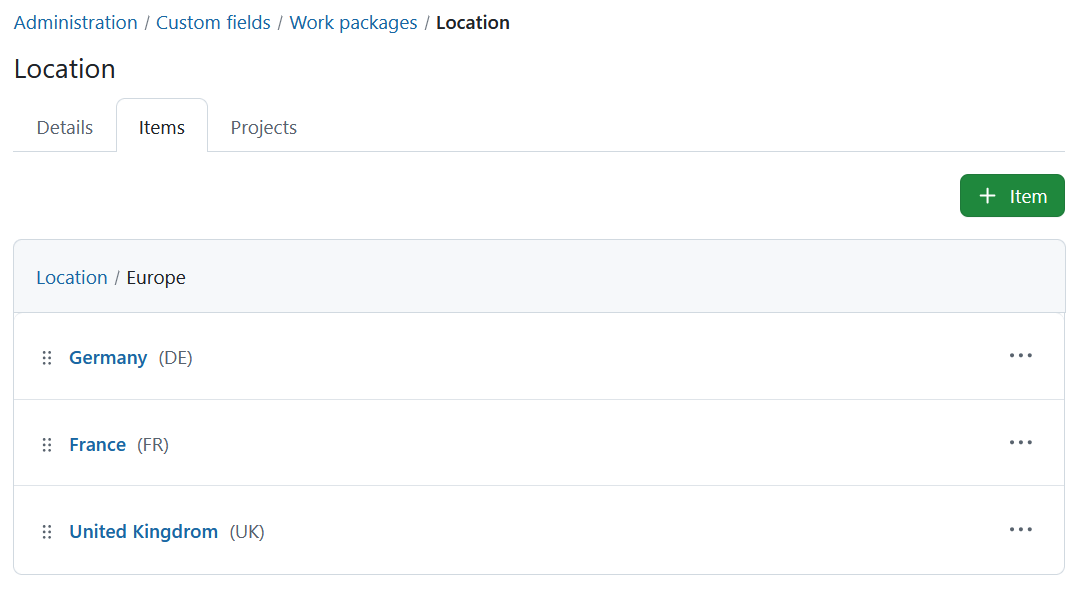 Administration / Custom fields / Work packages / Location
Location
Details Items Projects
+ Item
Location / Europe
Germany (DE)
France (FR)
United Kingdrom (UK)